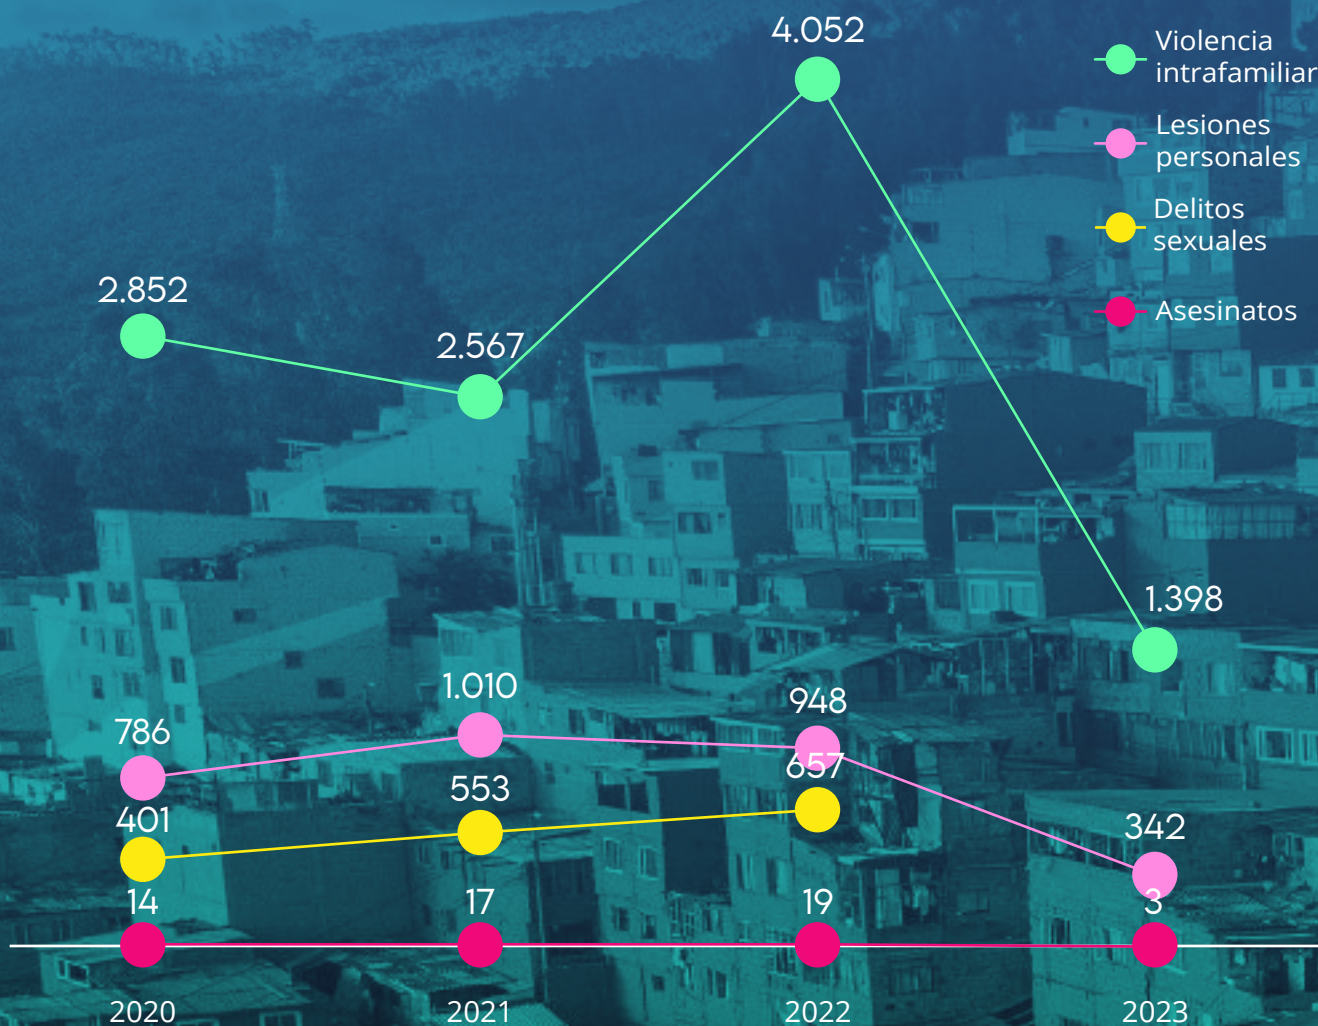 4.052
Violencia
intrafamiliar
Lesiones
personales
Delitos
sexuales
Asesinatos
2.852
2.567
1.398
1.010
948
786
657
553
401
342
14
17
19
3
2020
2021
2022
2023